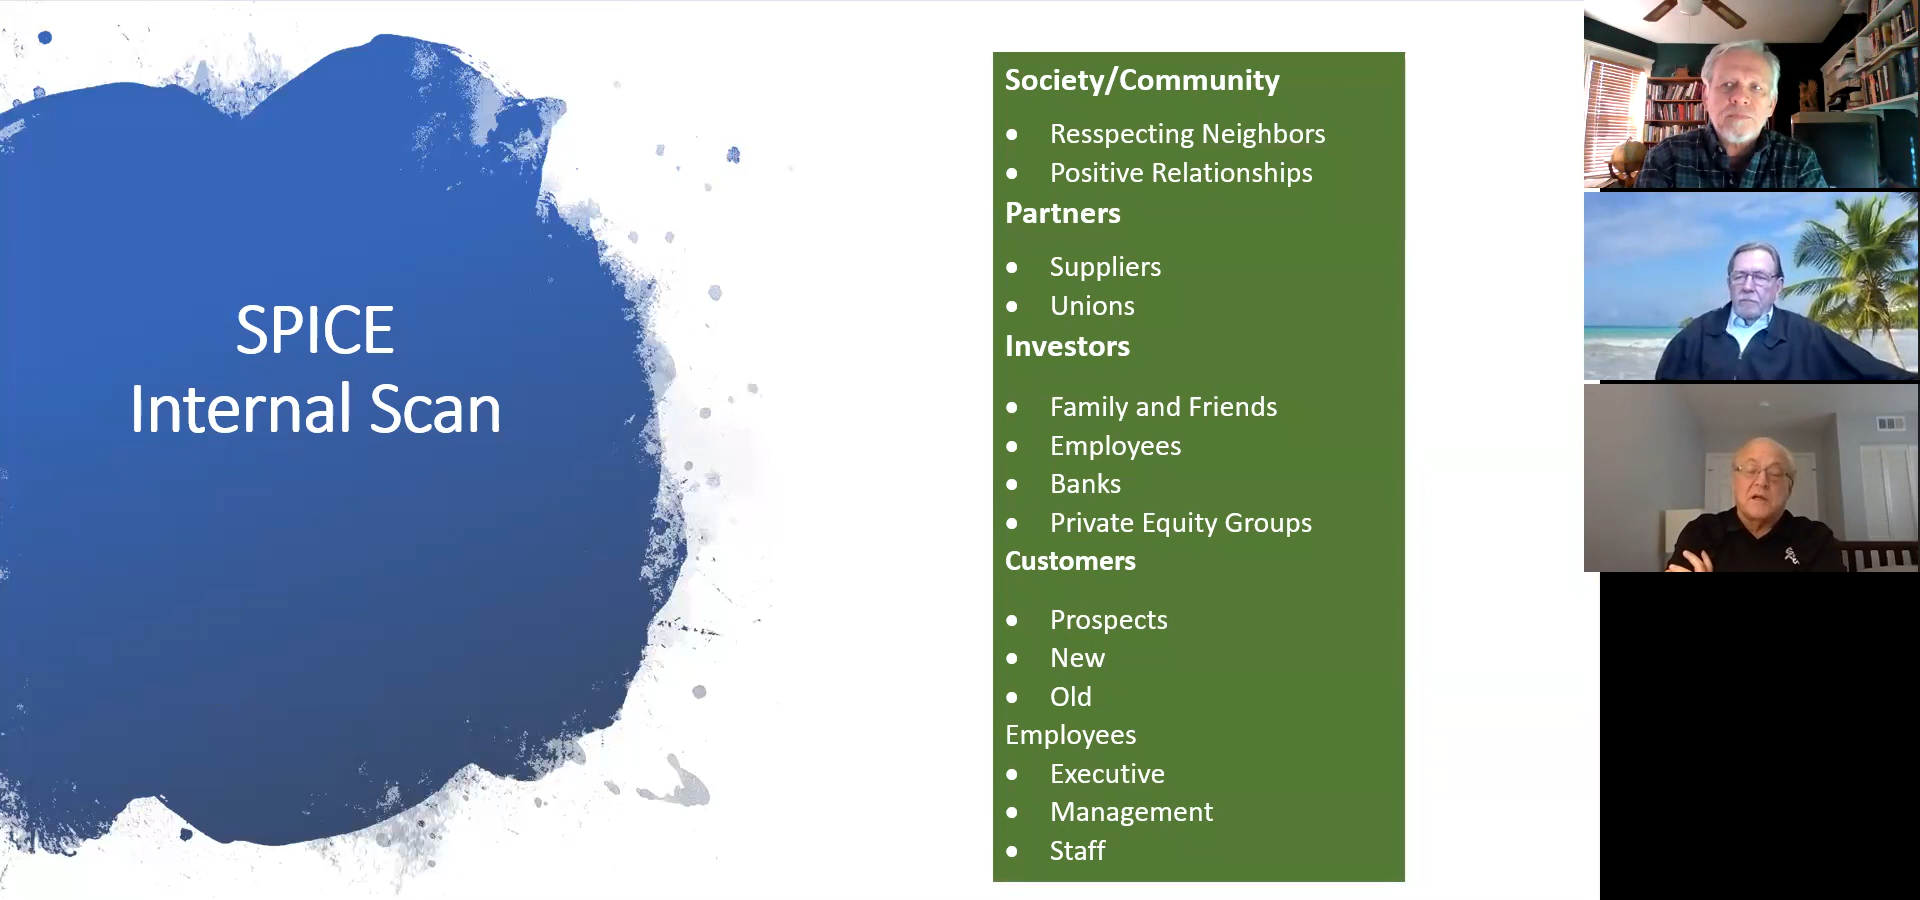 SPICE
Internal Scan
Society/Community
• Resspecting Neighbors
• Positive Relationships
Partners
• Suppliers
• Unions
Investors
• Family and Friends
• Employees
• Banks
• Private Equity Groups
Customers
• Prospects
• New
• Old
Employees
• Executive
• Management
• Staff